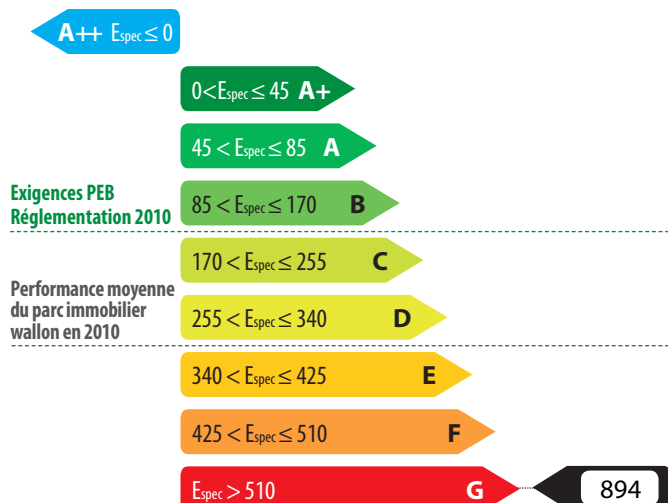 A++ Espec ≤ 0
0<Espec ≤ 45 A+
45 < Espec ≤ 85 A
Exigences PEB
Réglementation 2010
85 < Espec ≤ 170 B
170 < Espec ≤ 255 C
Performance moyenne
du parc immobilier
wallon en 2010
255 < Espec ≤ 340 D
340 < Espec ≤ 425 E
425 < Espec ≤ 510 F
Espec > 510 G
894